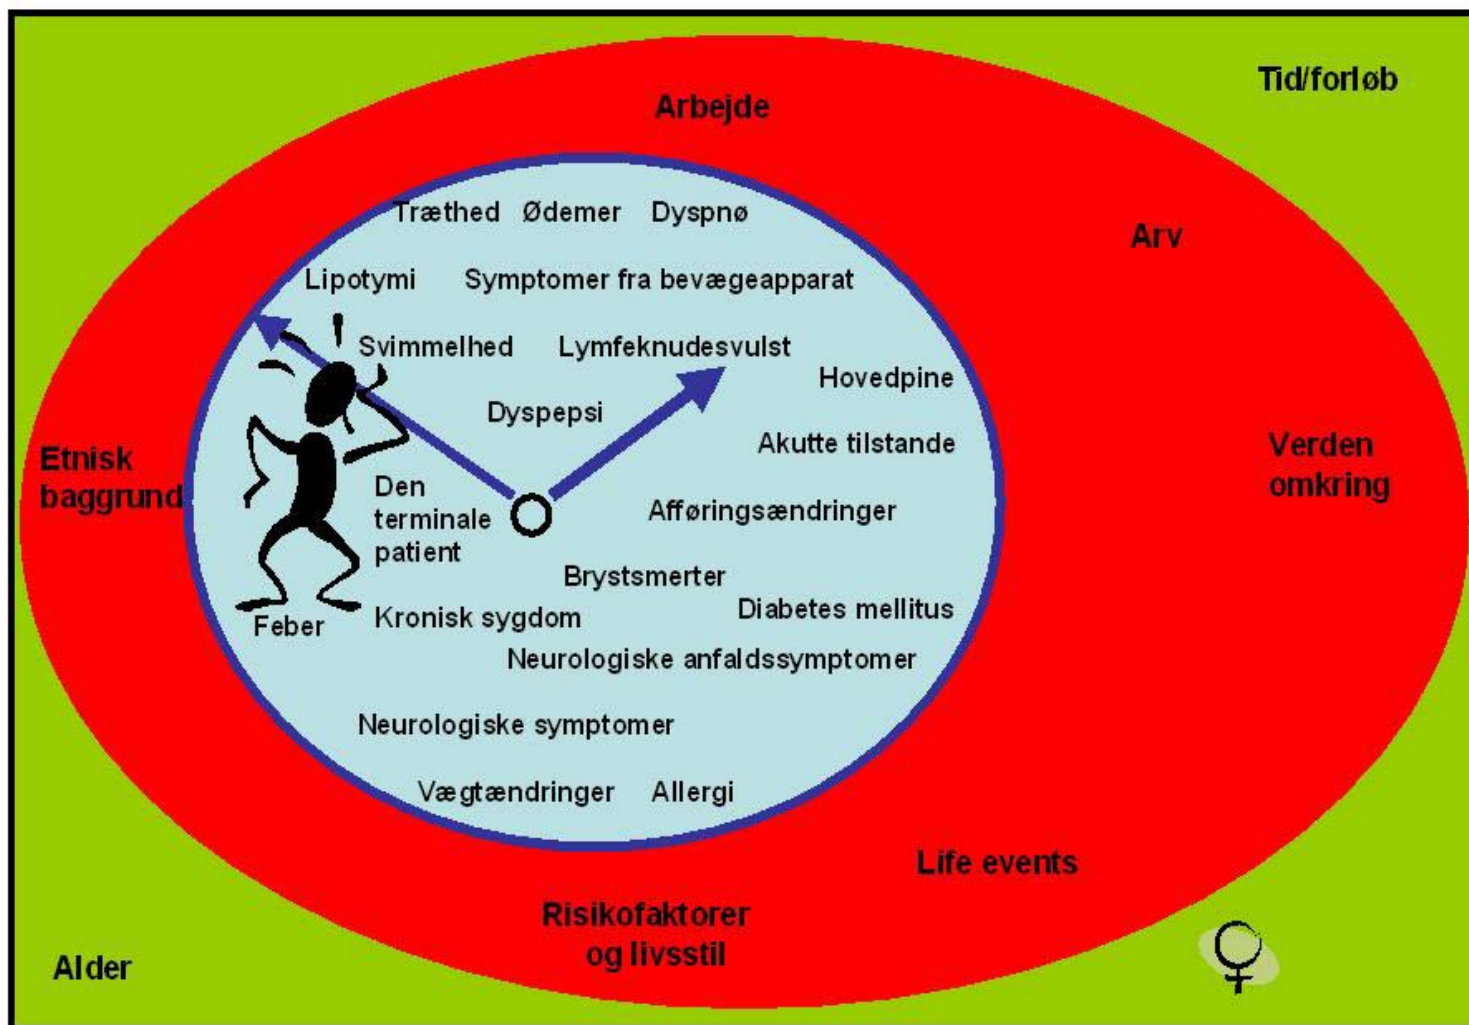 Tid/forløb
Arbejde
Træthed Ødemer Dyspnø
Arv
Lipotymi Symptomer fra bevægeapparat
Svimmelhed Lymfeknudesvulst
Hovedpine
Dyspepsi
Akutte tilstande
Etnisk
baggrund
Verden
omkring
Den
terminale
patient
Afføringsændringer
Brystsmerter
Diabetes mellitus
Feber
Kronisk sygdom
Neurologiske anfaldssymptomer
Neurologiske symptomer
Vægtændringer Allergi
Life events
Risikofaktorer
og livsstil
Alder